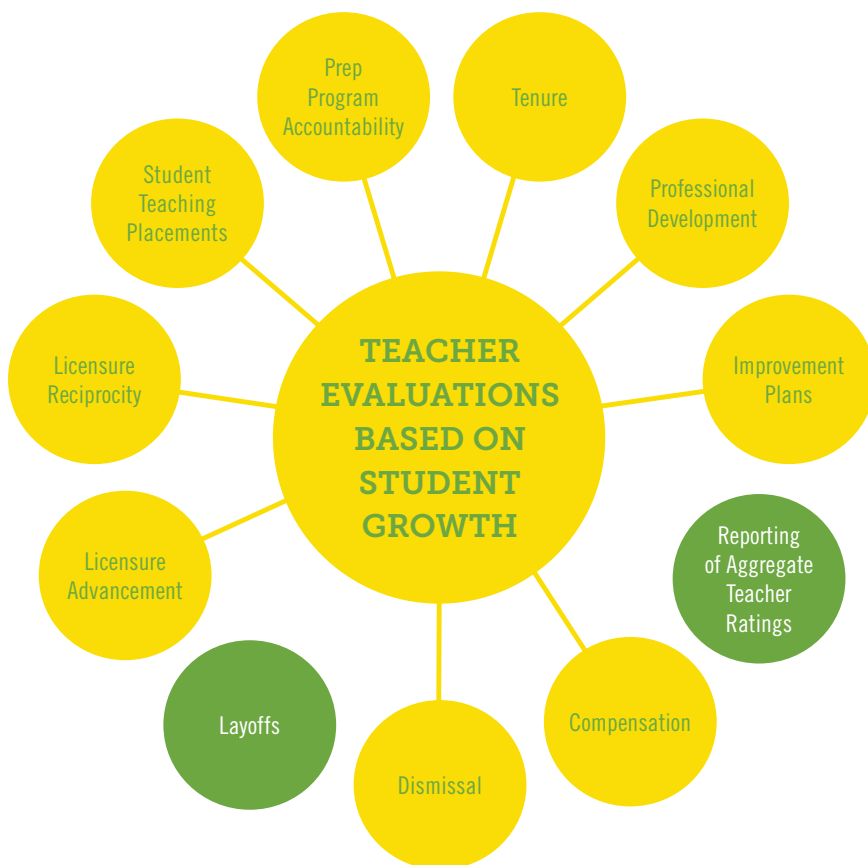 Prep
Program
Accountability
Tenure
Student
Teaching
Placements
Professional
Development
Licensure
Reciprocity
TEACHER
EVALUATIONS
BASED ON
STUDENT
GROWTH
Improvement
Plans
Licensure
Advancement
Reporting
of Aggregate
Teacher
Ratings
Layoffs
Compensation
Dismissal